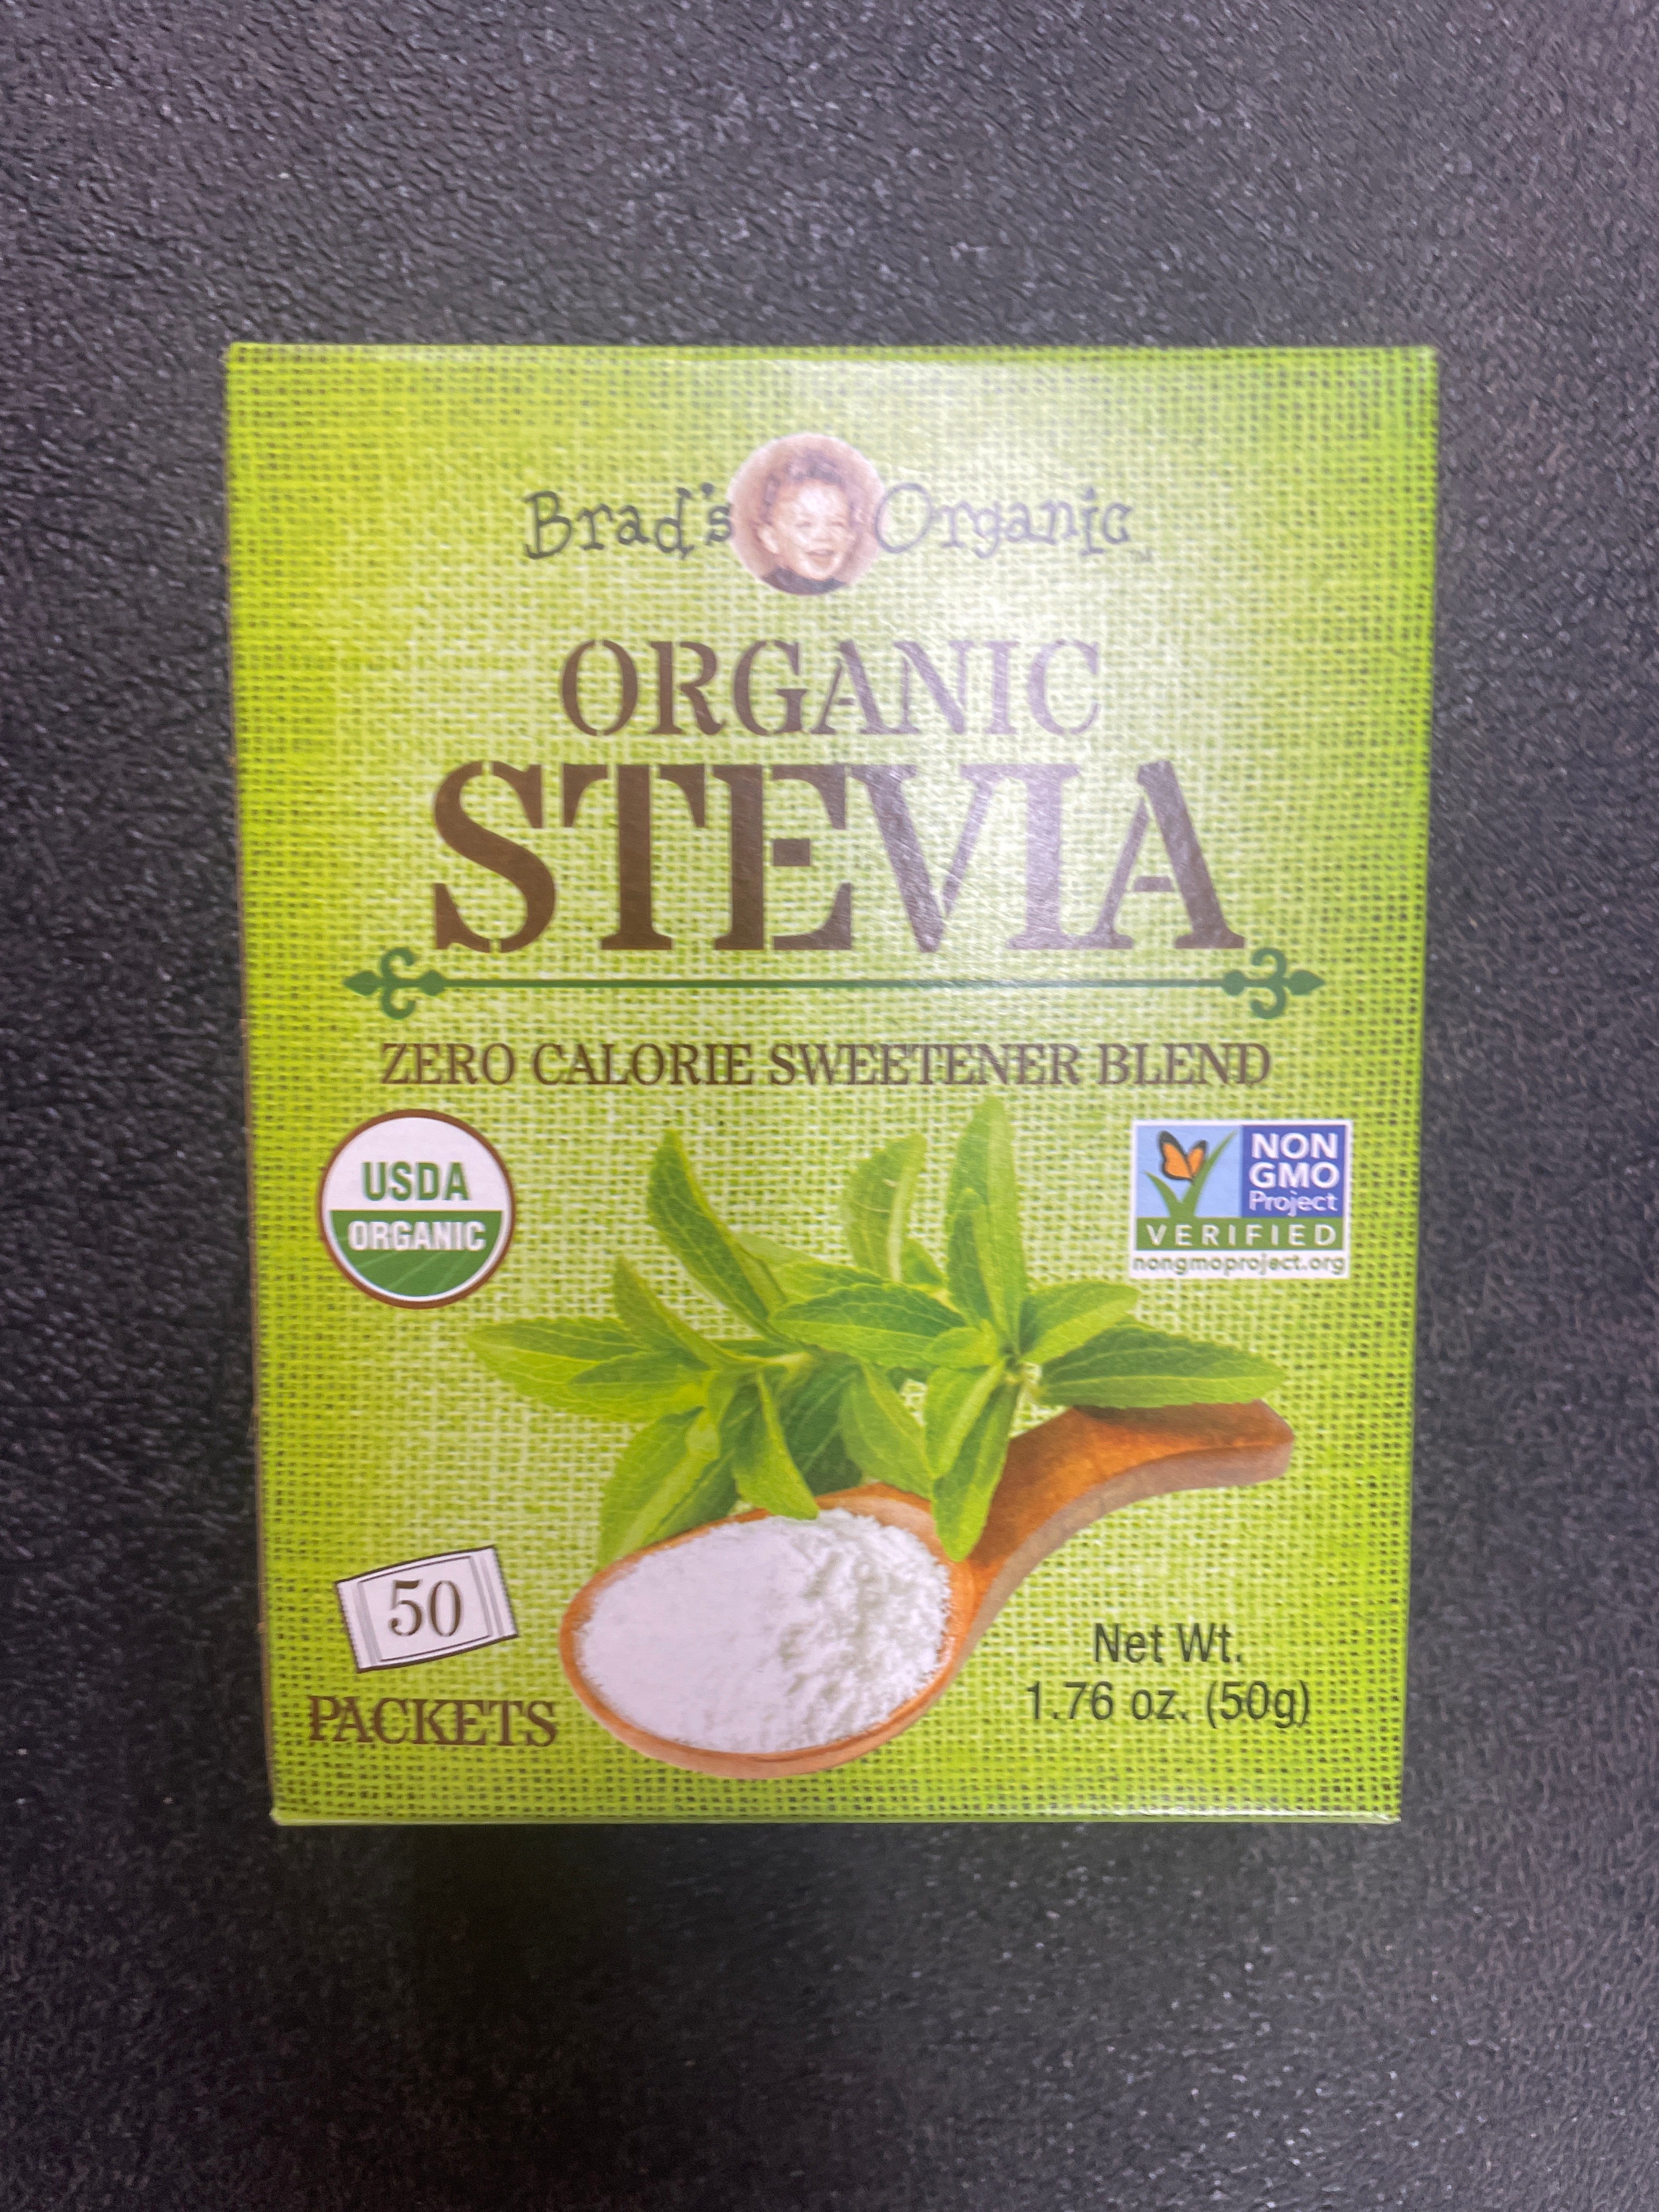 Brad's Organic
ORGANIC
STEVIA
ZERO CALORIE SWEETENER BLEND
USDA
ORGANIC
NON
GMO
Project
VERIFIED
nongmoproject.org
50
PACKETS
Net Wt.
1.76 oz. (50g)